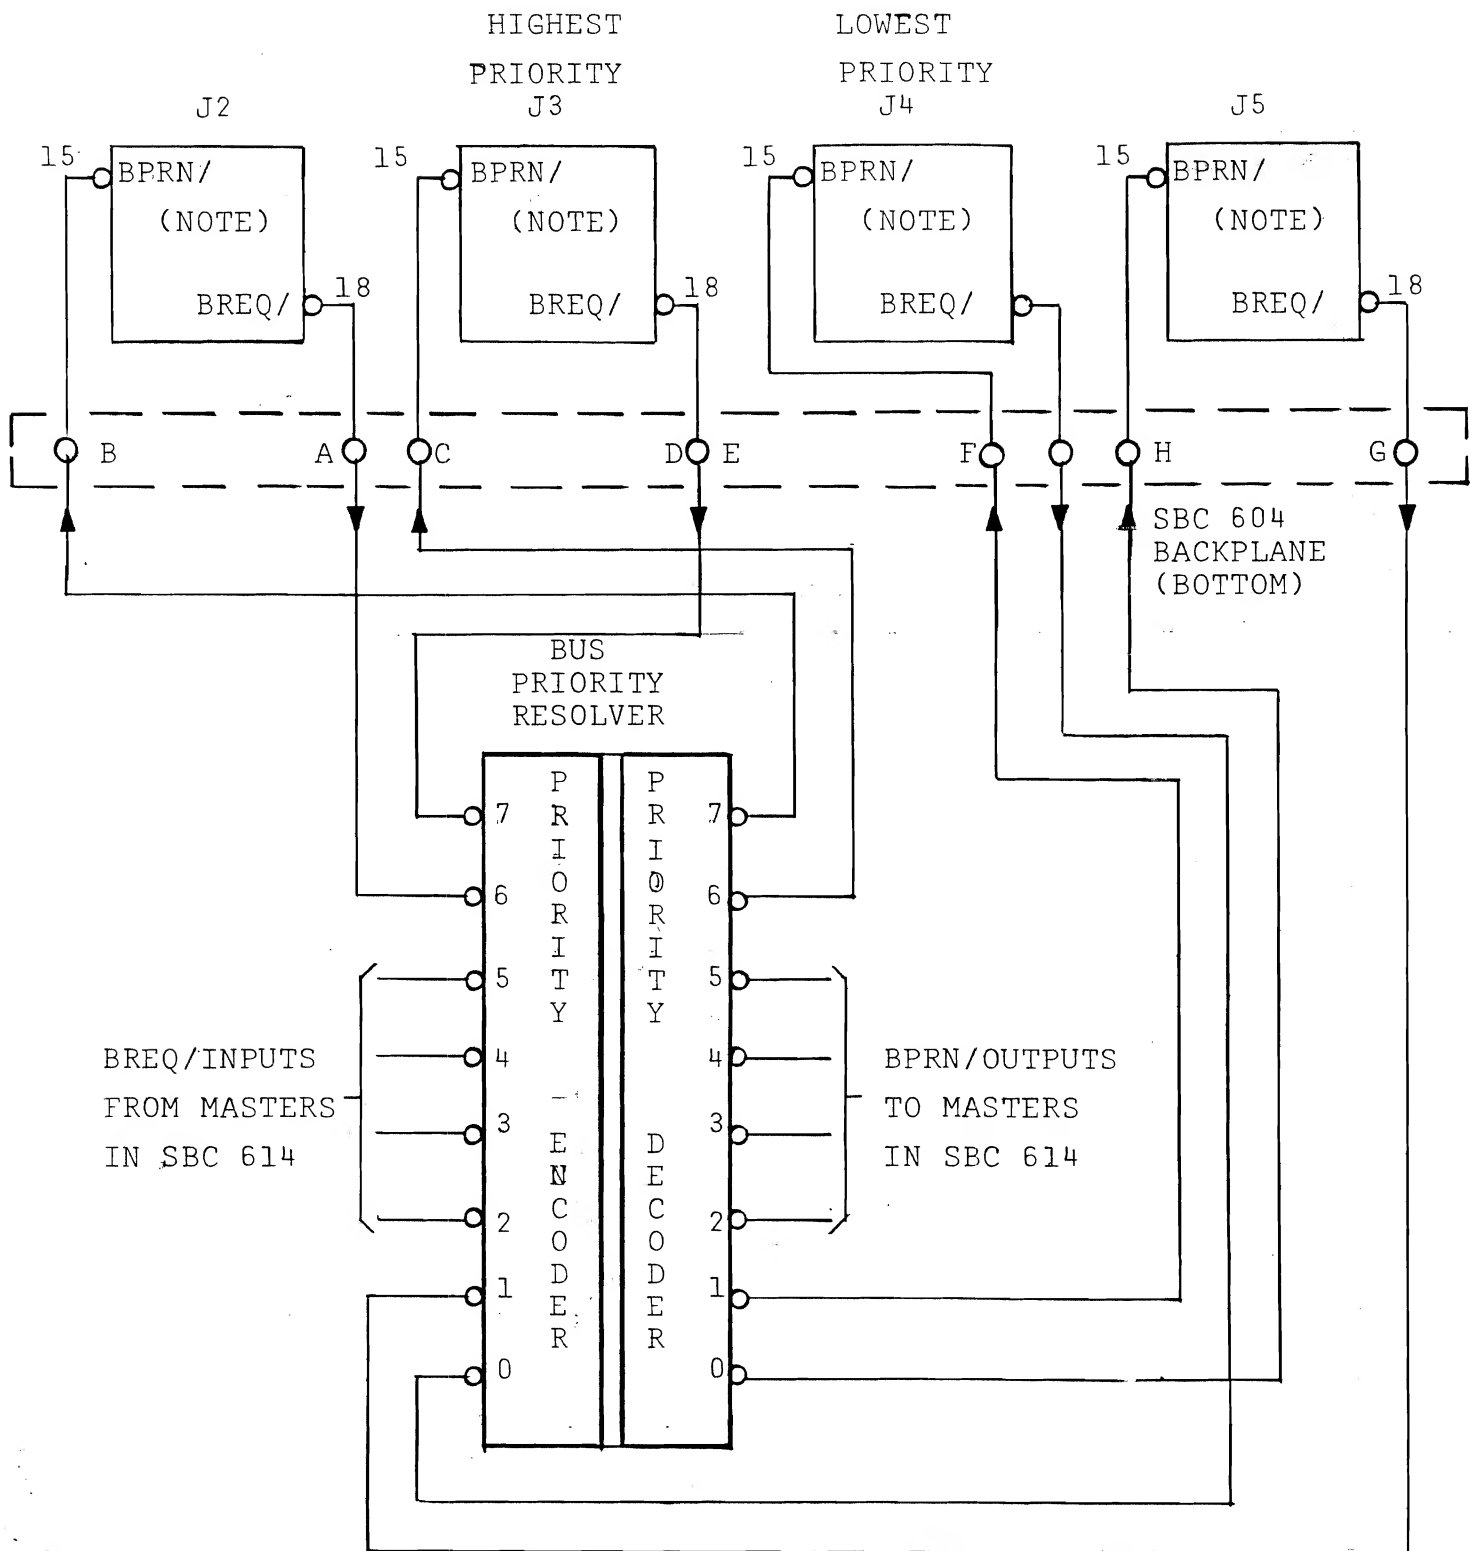 HIGHEST
PRIORITY
J3
LOWEST
PRIORITY
J4
J2
J5
15
BPRN/
(NOTE)
BREQ/
18
15
BPRN/
(NOTE)
BREQ/
18
15
BPRN/
(NOTE)
BREQ/
15
BPRN/
(NOTE)
BREQ/
18
B
A
C
D
E
F
H
G
SBC 604
BACKPLANE
(BOTTOM)
BUS
PRIORITY
RESOLVER
PRIORITY - ENCODER
PRIORITY DECODER
7
6
5
4
3
2
1
0
7
6
5
4
3
2
1
0
BREQ/INPUTS
FROM MASTERS
IN SBC 614
BPRN/OUTPUTS
TO MASTERS
IN SBC 614